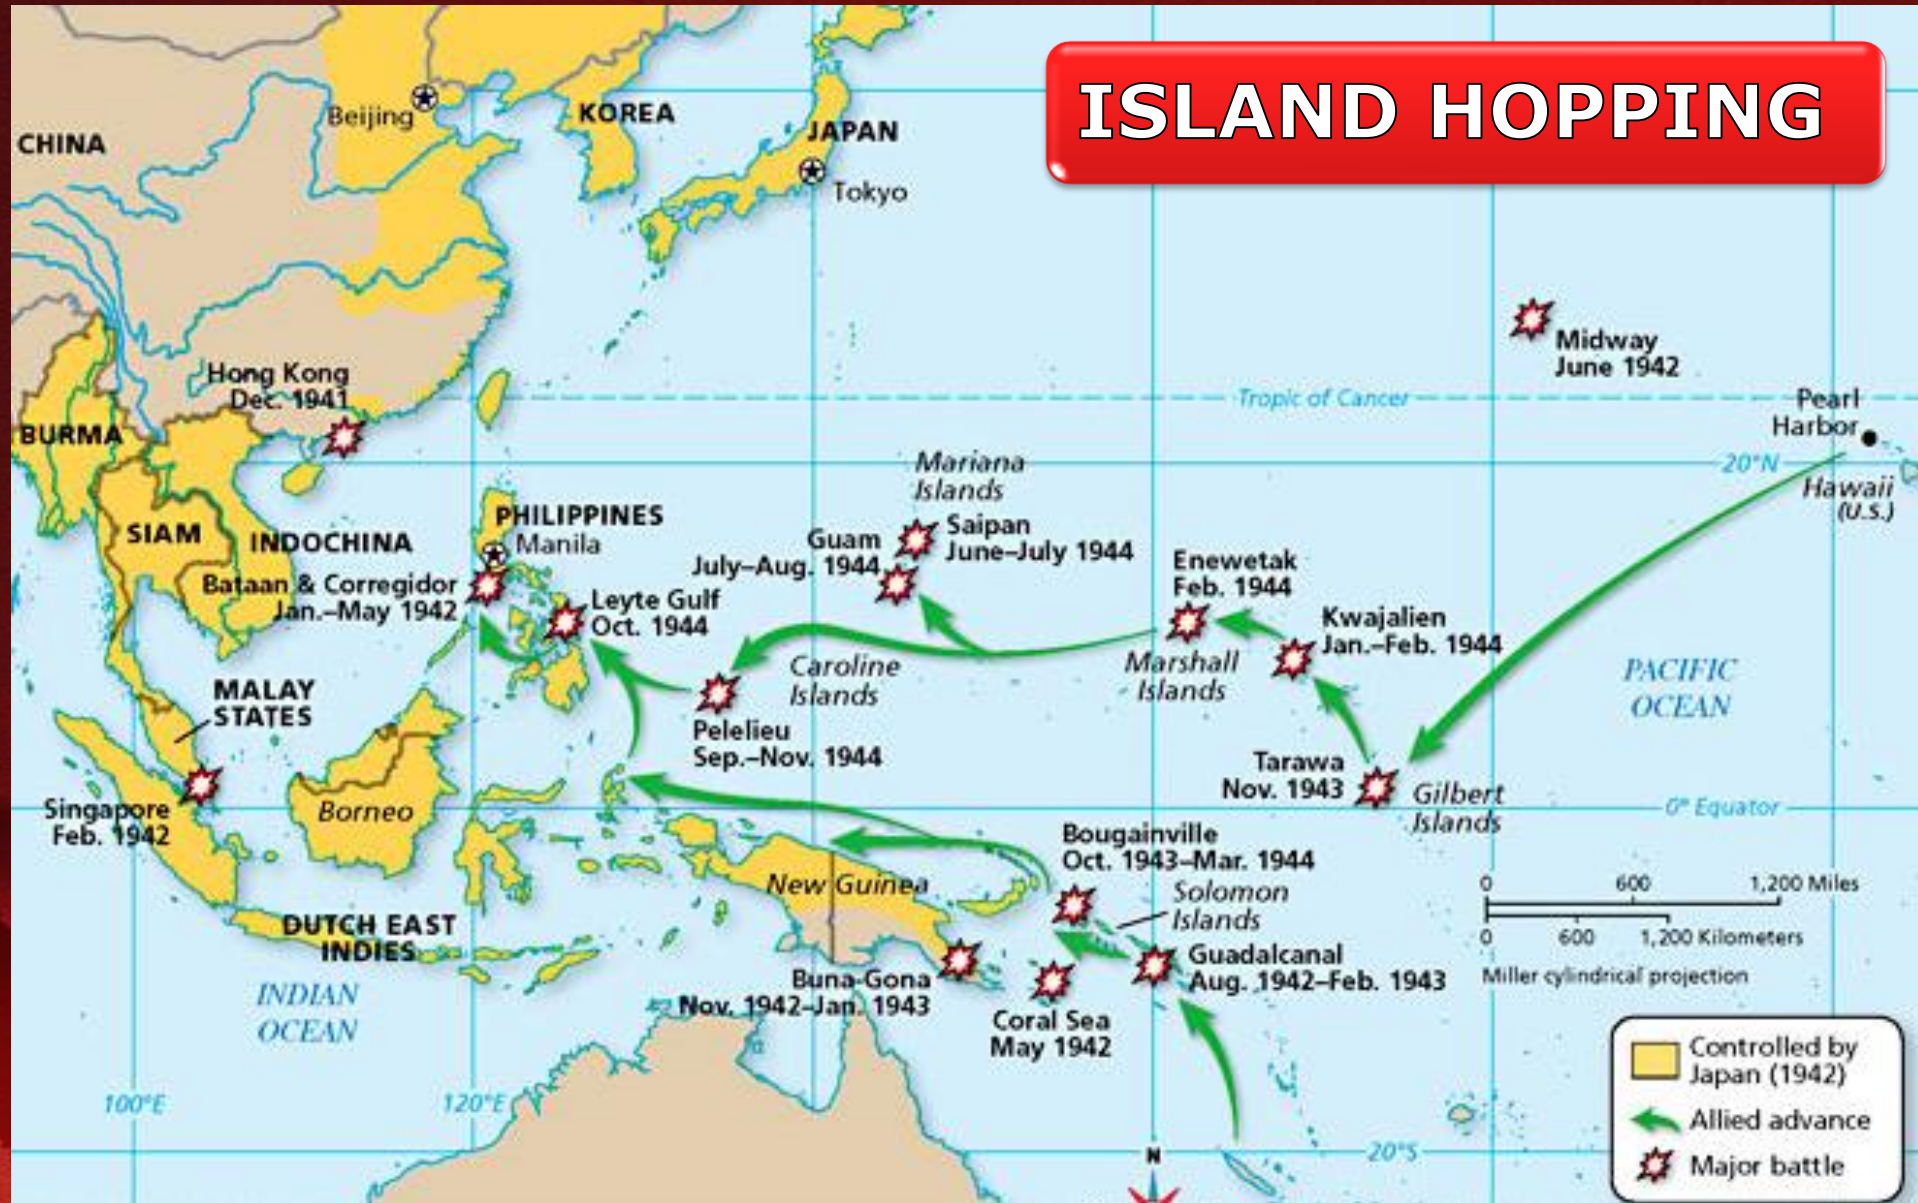 ISLAND HOPPING
CHINA
Beijing
KOREA
JAPAN
Tokyo
Midway
June 1942
Hong Kong
Dec. 1941
Tropic of Cancer
Pearl
Harbor
20°N
Hawaii
(U.S.)
BURMA
SIAM
INDOCHINA
PHILIPPINES
Manila
Bataan & Corregidor
Jan.–May 1942
Leyte Gulf
Oct. 1944
Mariana
Islands
Guam
July–Aug. 1944
Saipan
June–July 1944
Enewetak
Feb. 1944
Kwajalien
Jan.–Feb. 1944
Caroline
Islands
Marshall
Islands
PACIFIC
OCEAN
MALAY
STATES
Pelelieu
Sep.–Nov. 1944
Tarawa
Nov. 1943
Gilbert
Islands
Singapore
Feb. 1942
Borneo
0° Equator
Bougainville
Oct. 1943–Mar. 1944
New Guinea
Solomon
Islands
0 600 1,200 Miles
0 600 1,200 Kilometers
Miller cylindrical projection
DUTCH EAST
INDIES
Buna-Gona
Nov. 1942–Jan. 1943
Guadalcanal
Aug. 1942–Feb. 1943
Coral Sea
May 1942
INDIAN
OCEAN
100°E
120°E
20°S
N
Controlled by
Japan (1942)
Allied advance
Major battle